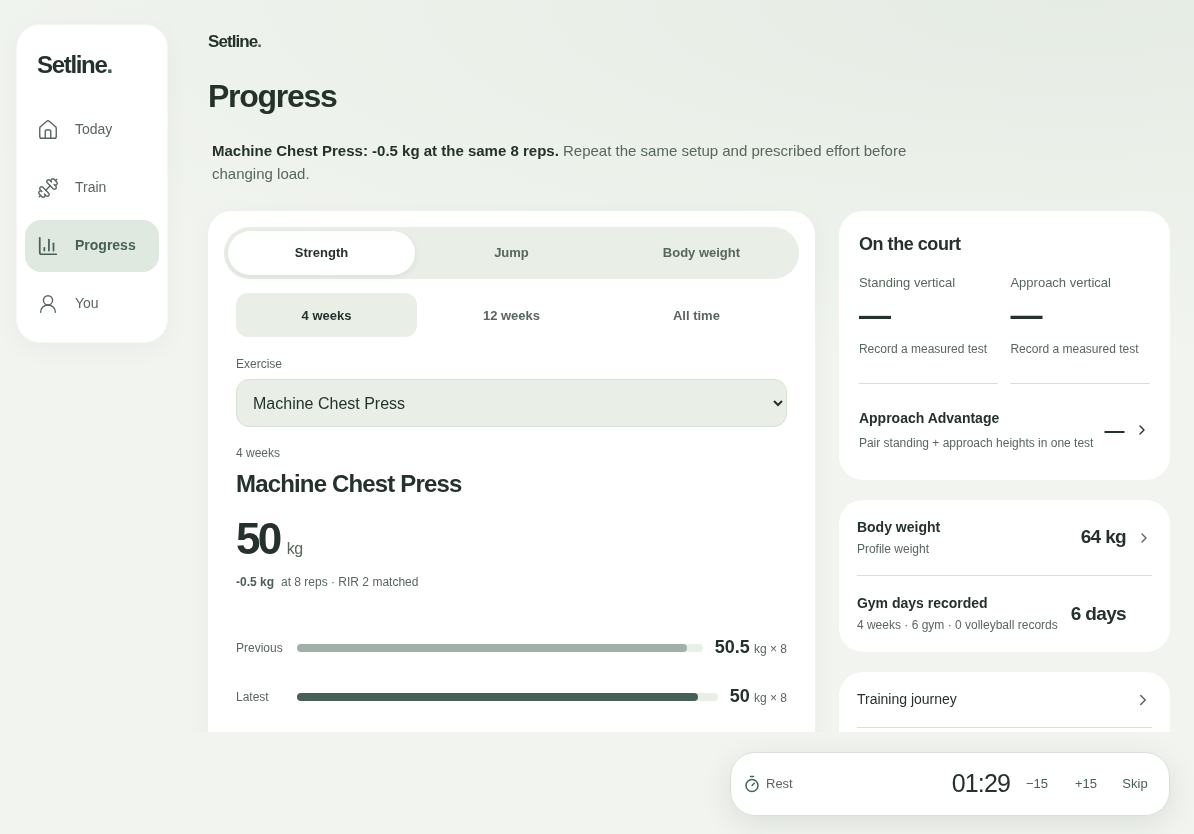 Setline.
Today
Train
Progress
You
Setline.
Progress
Machine Chest Press: -0.5 kg at the same 8 reps. Repeat the same setup and prescribed effort before
changing load.
Strength
Jump
Body weight
4 weeks
12 weeks
All time
Exercise
Machine Chest Press
4 weeks
Machine Chest Press
50 kg
-0.5 kg at 8 reps · RIR 2 matched
Previous 50.5 kg × 8
Latest 50 kg × 8
On the court
Standing vertical
—
Record a measured test
Approach vertical
—
Record a measured test
Approach Advantage
Pair standing + approach heights in one test
—
Body weight
Profile weight
64 kg
Gym days recorded
4 weeks · 6 gym · 0 volleyball records
6 days
Training journey
Rest 01:29 −15 +15 Skip